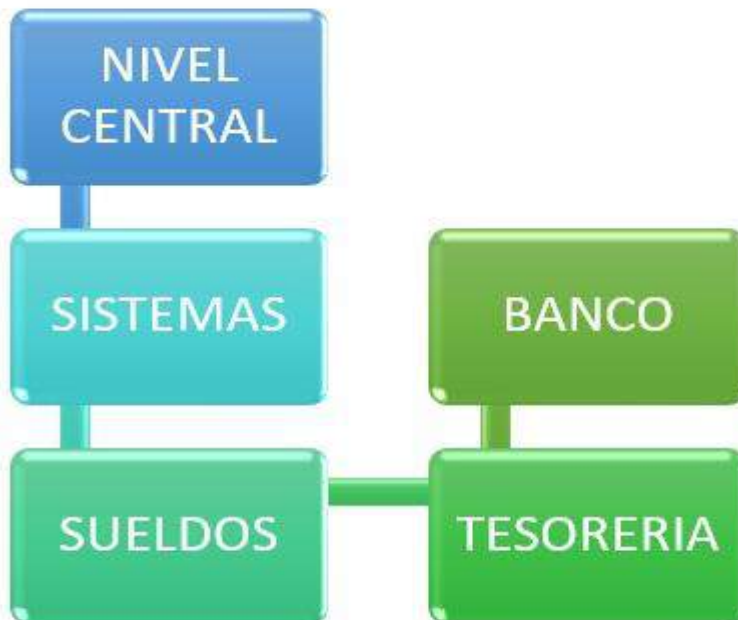 NIVEL
CENTRAL
SISTEMAS
SUELDOS
TESORERIA
BANCO